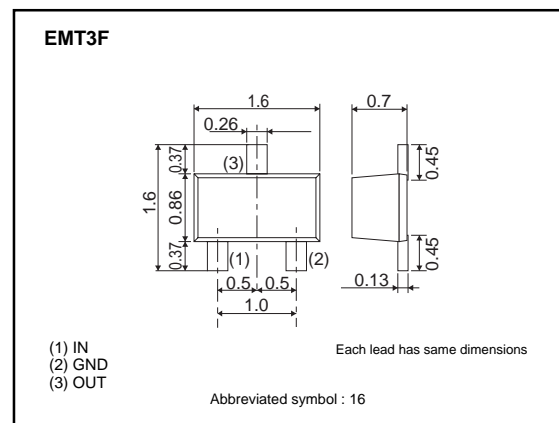 EMT3F
1.6
0.7
0.26
(3)
0.37
0.45
1.6
0.86
0.37
(1)
(2)
0.45
0.5
0.5
0.13
1.0
(1) IN
(2) GND
(3) OUT
Each lead has same dimensions
Abbreviated symbol : 16